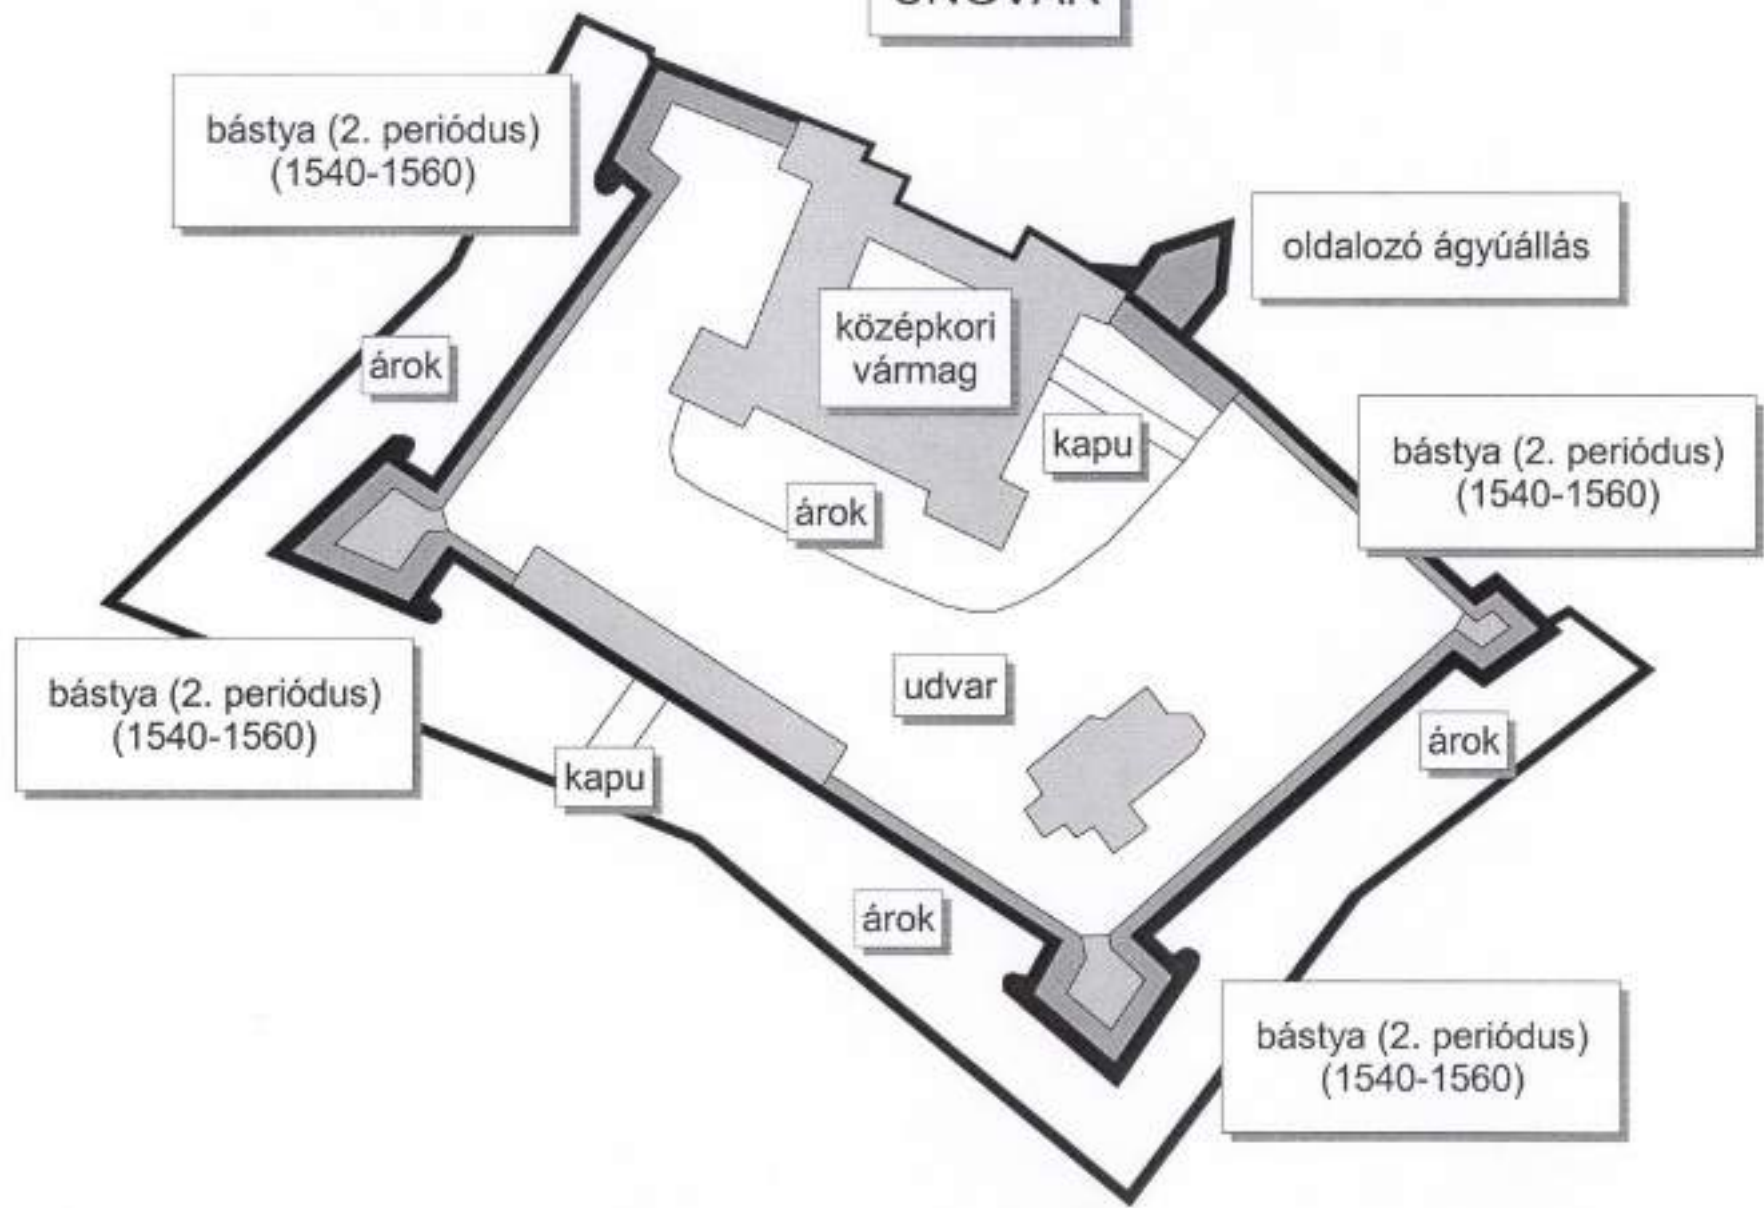 UNGVÁR
bástya (2. periódus)
(1540-1560)
oldalozó ágyúállás
középkori
vármag
árok
kapu
bástya (2. periódus)
(1540-1560)
árok
bástya (2. periódus)
(1540-1560)
udvar
árok
kapu
árok
bástya (2. periódus)
(1540-1560)